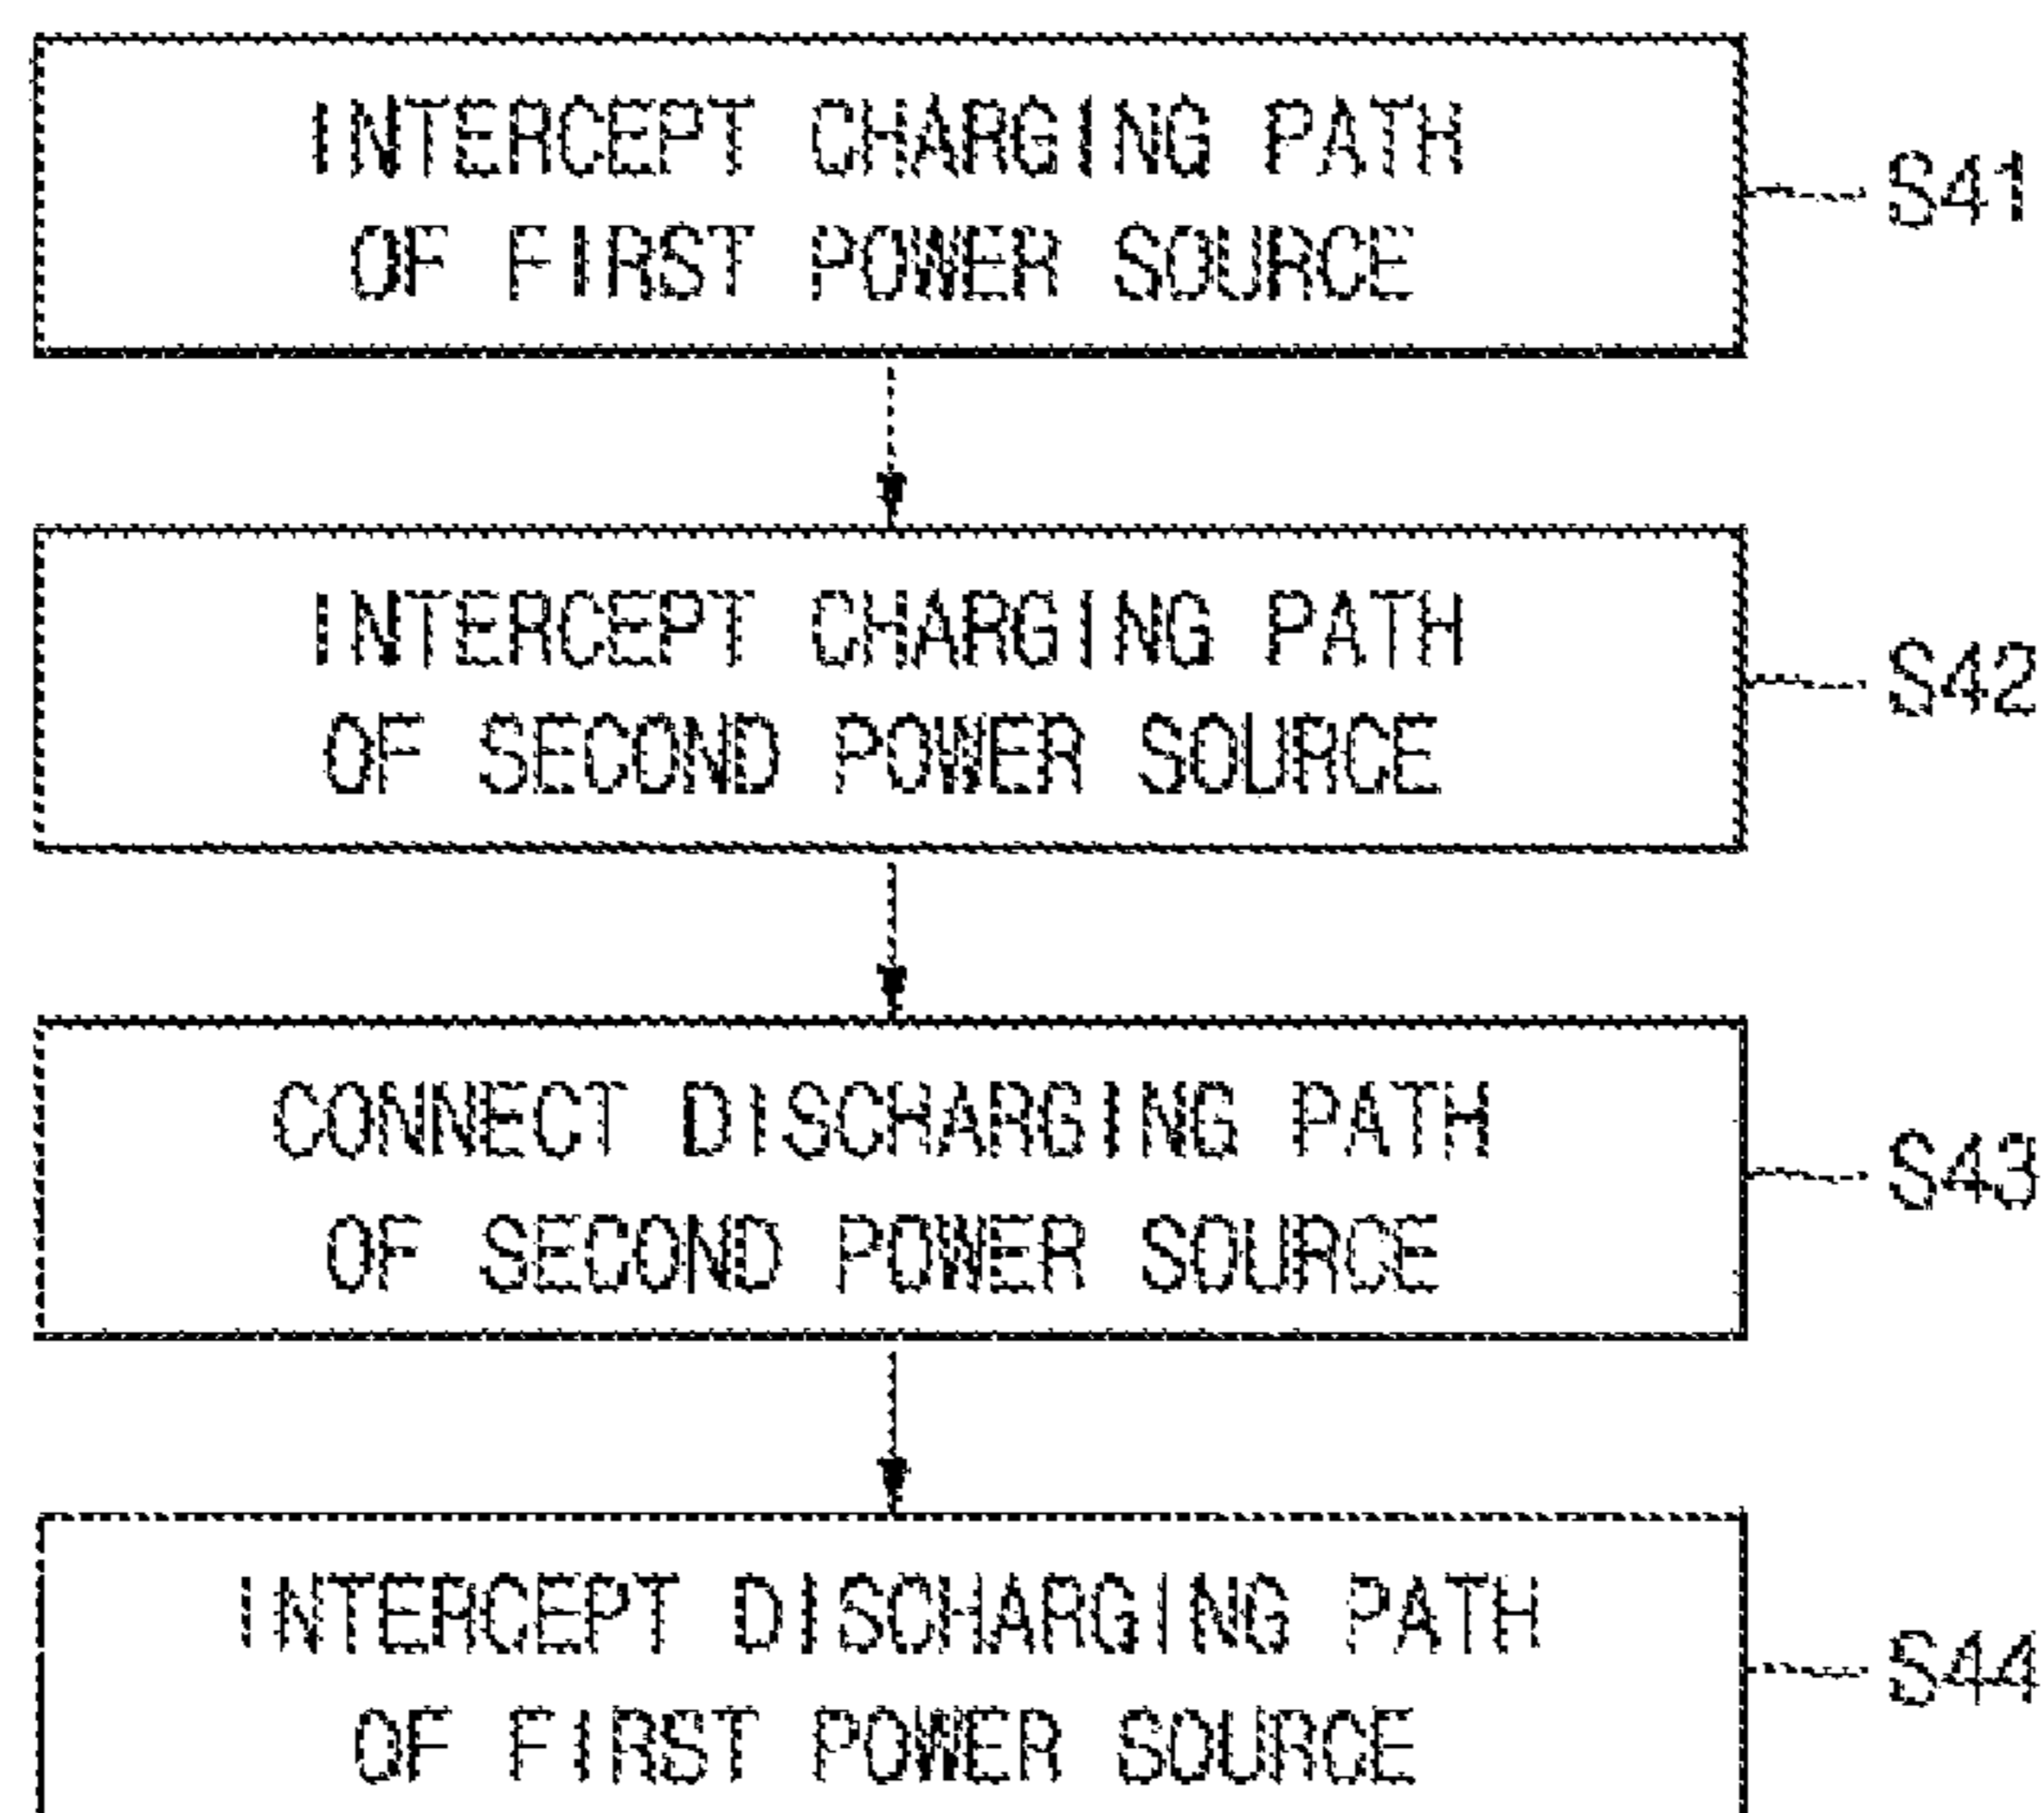 INTERCEPT CHARGING PATH
OF FIRST POWER SOURCE
S41
INTERCEPT CHARGING PATH
OF SECOND POWER SOURCE
S42
CONNECT DISCHARGING PATH
OF SECOND POWER SOURCE
S43
INTERCEPT DISCHARGING PATH
OF FIRST POWER SOURCE
S44